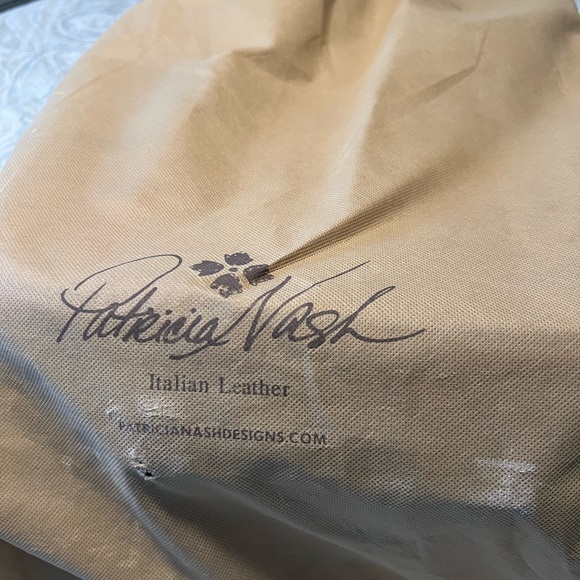 Patricia Nash
Italian Leather
PATRICIANASHDESIGNS.COM